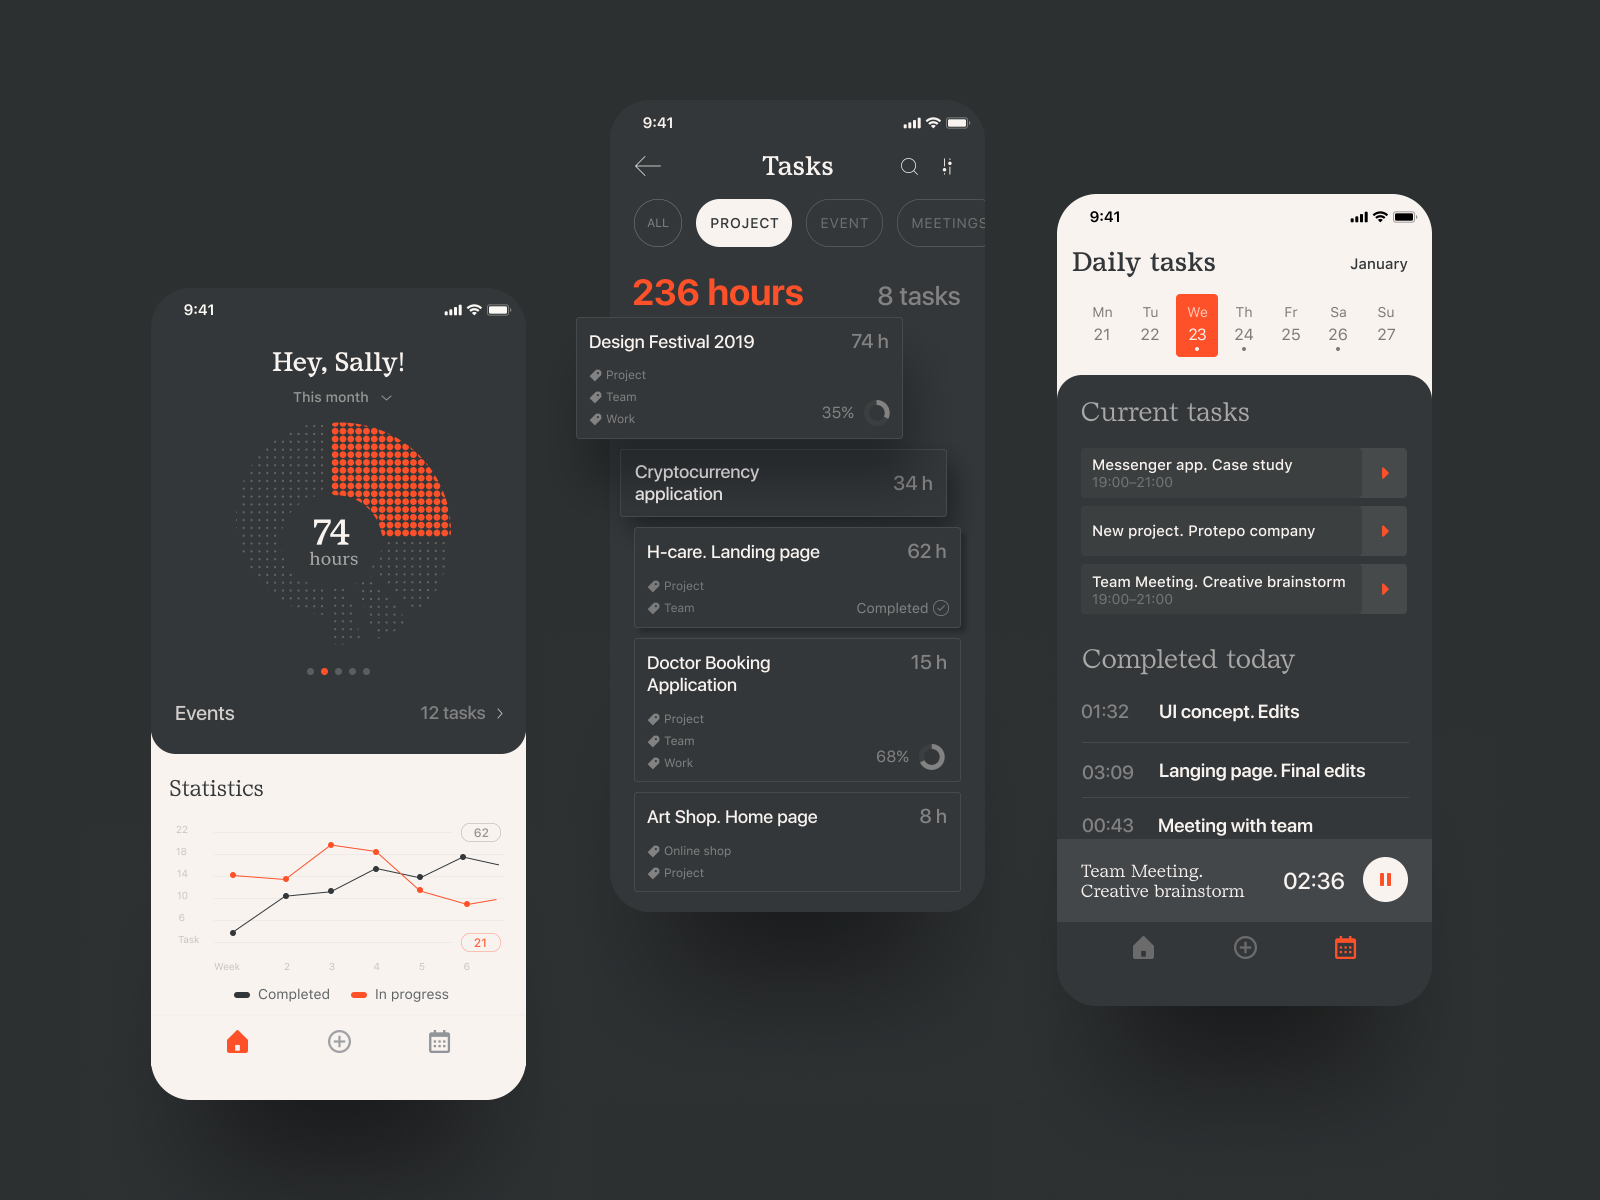 9:41
Hey, Sally!
This month
74
hours
Events
12 tasks
Statistics
22
18
14
10
6
Task
62
21
Week
2
3
4
5
6
Completed
In progress
9:41
Tasks
ALL
PROJECT
EVENT
MEETINGS
236 hours
8 tasks
Design Festival 2019
74 h
Project
Team
Work
35%
Cryptocurrency
application
34 h
H-care. Landing page
62 h
Project
Team
Completed
Doctor Booking
Application
15 h
Project
Team
Work
68%
Art Shop. Home page
8 h
Online shop
Project
9:41
Daily tasks
January
Mn
Tu
We
Th
Fr
Sa
Su
21
22
23
24
25
26
27
Current tasks
Messenger app. Case study
19:00–21:00
New project. Protepo company
Team Meeting. Creative brainstorm
19:00–21:00
Completed today
01:32
UI concept. Edits
03:09
Langing page. Final edits
00:43
Meeting with team
Team Meeting.
Creative brainstorm
02:36